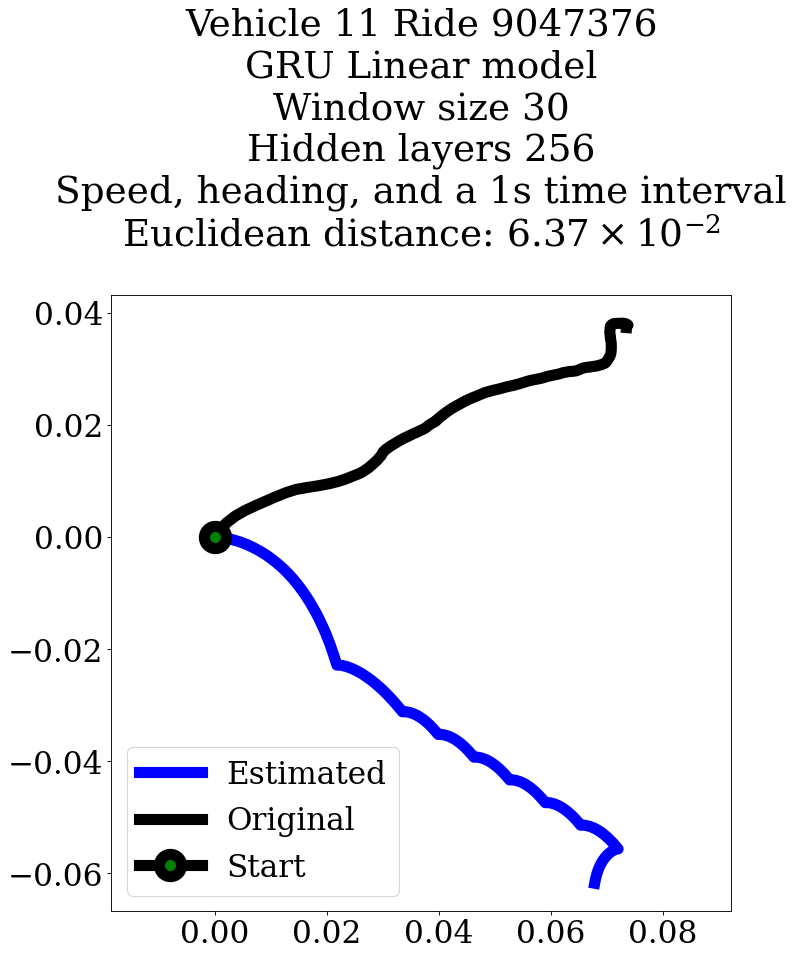 Vehicle 11 Ride 9047376
GRU Linear model
Window size 30
Hidden layers 256
Speed, heading, and a 1s time interval
Euclidean distance: 6.37 × 10⁻²
0.04
0.02
0.00
−0.02
−0.04
−0.06
Estimated
Original
Start
0.00 0.02 0.04 0.06 0.08